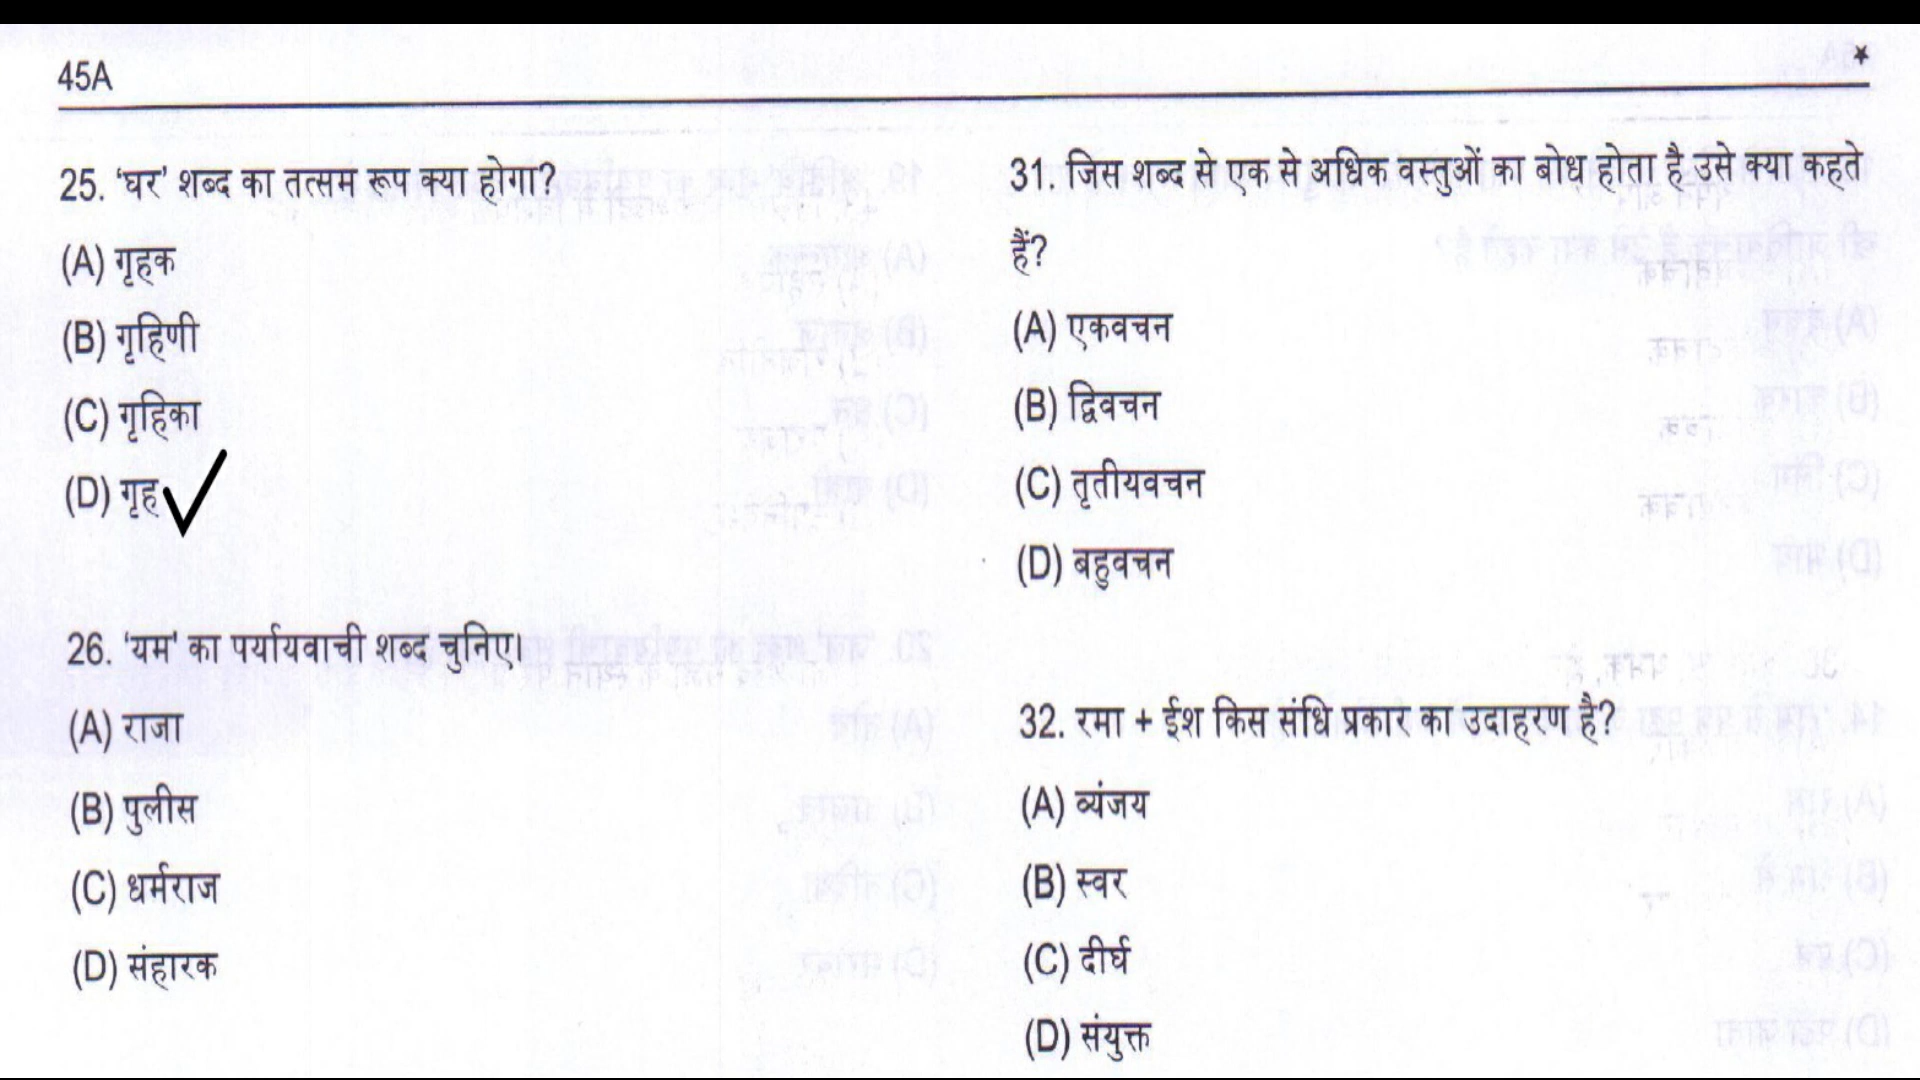 45A
25. ‘घर’ शब्द का तत्सम रूप क्या होगा?
(A) गृहक
(B) गृहिणी
(C) गृहिका
(D) गृह
26. ‘यम’ का पर्यायवाची शब्द चुनिए।
(A) राजा
(B) पुलीस
(C) धर्मराज
(D) संहारक
31. जिस शब्द से एक से अधिक वस्तुओं का बोध होता है उसे क्या कहते
हैं?
(A) एकवचन
(B) द्विवचन
(C) तृतीयवचन
(D) बहुवचन
32. रमा + ईश किस संधि प्रकार का उदाहरण है?
(A) व्यंजय
(B) स्वर
(C) दीर्घ
(D) संयुक्त